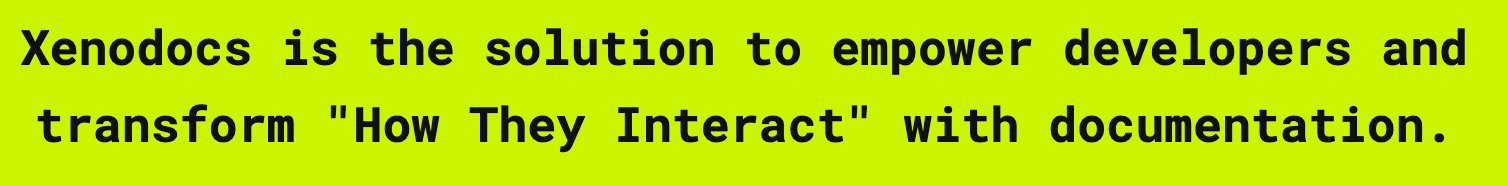 Xenodocs is the solution to empower developers and
transform "How They Interact" with documentation.